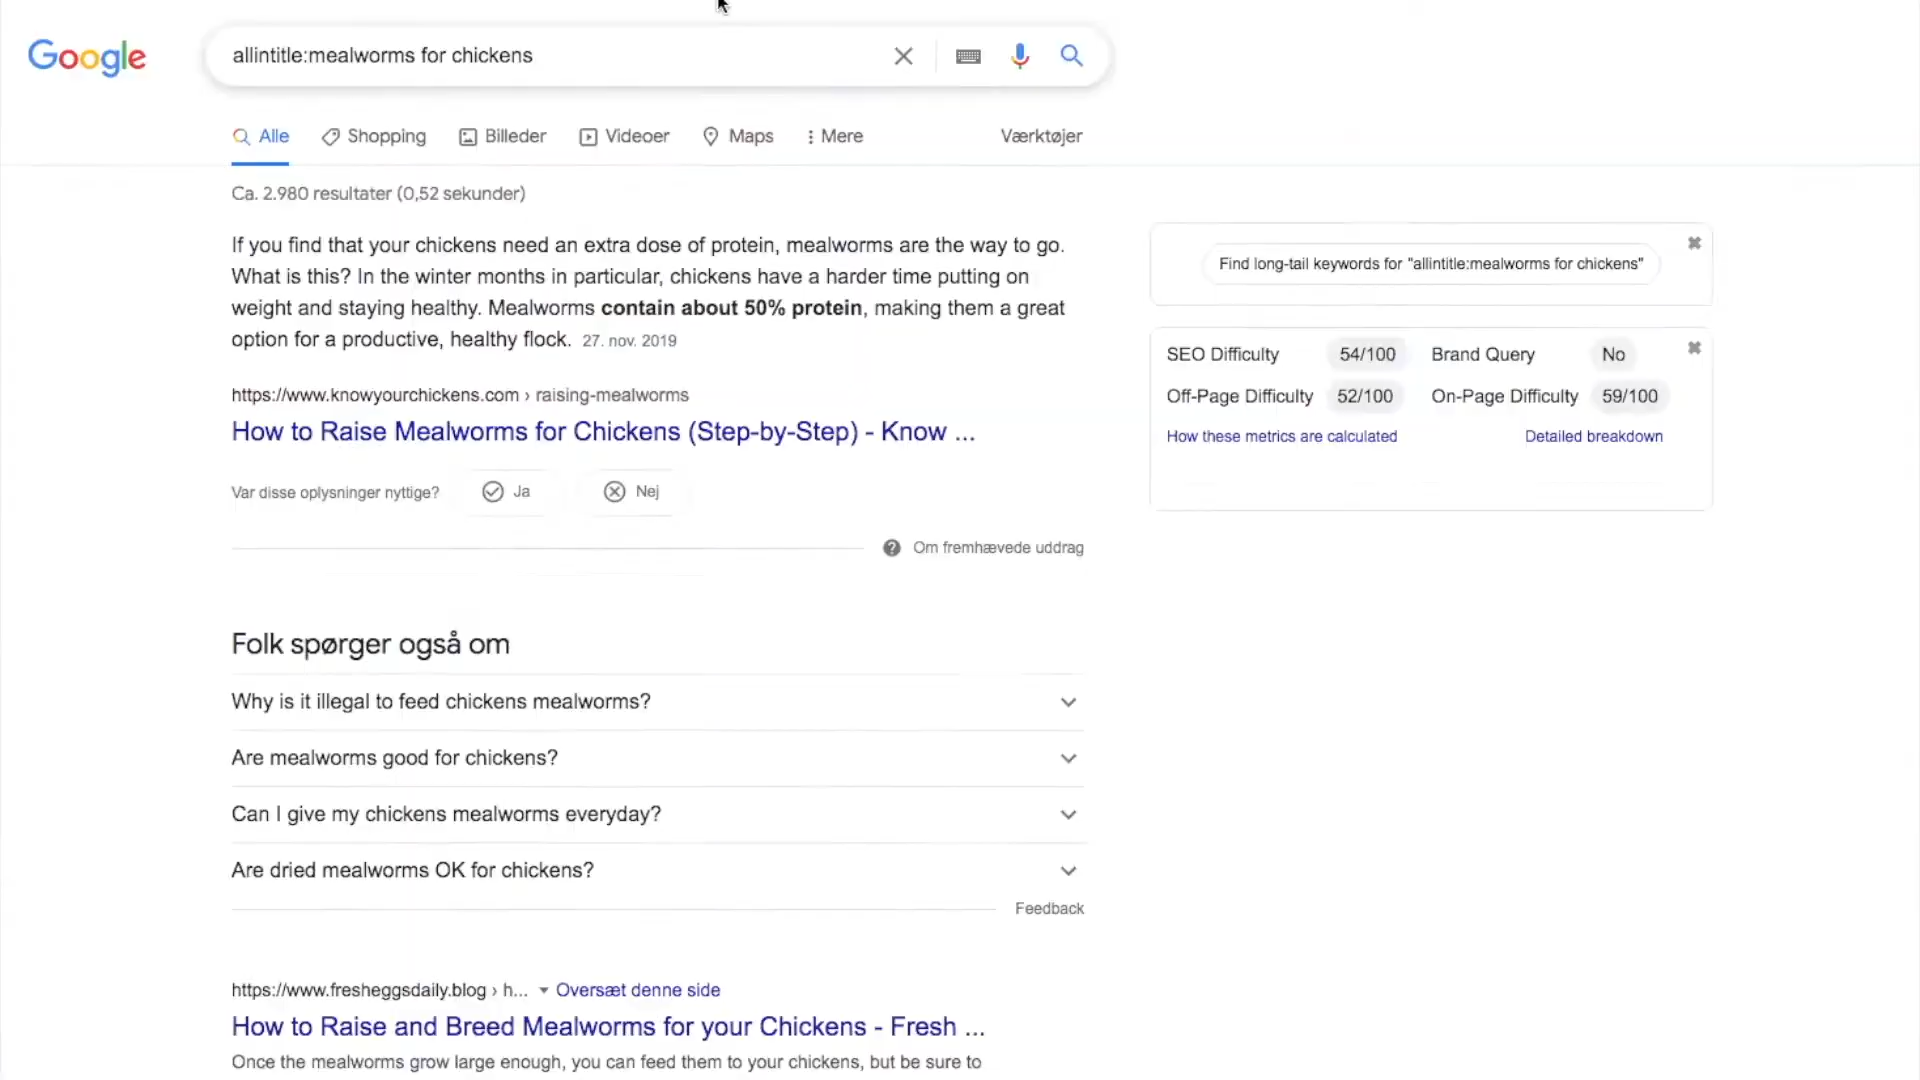 Google
allintitle:mealworms for chickens
Alle Shopping Billeder Videoer Maps Mere Værktøjer
Ca. 2.980 resultater (0,52 sekunder)
If you find that your chickens need an extra dose of protein, mealworms are the way to go.
What is this? In the winter months in particular, chickens have a harder time putting on
weight and staying healthy. Mealworms contain about 50% protein, making them a great
option for a productive, healthy flock. 27. nov. 2019
https://www.knowyourchickens.com › raising-mealworms
How to Raise Mealworms for Chickens (Step-by-Step) - Know ...
Var disse oplysninger nyttige? Ja Nej
Om fremhævede uddrag
Folk spørger også om
Why is it illegal to feed chickens mealworms?
Are mealworms good for chickens?
Can I give my chickens mealworms everyday?
Are dried mealworms OK for chickens?
Feedback
https://www.fresheggsdaily.blog › h... Oversæt denne side
How to Raise and Breed Mealworms for your Chickens - Fresh ...
Once the mealworms grow large enough, you can feed them to your chickens, but be sure to
Find long-tail keywords for "allintitle:mealworms for chickens"
SEO Difficulty 54/100 Brand Query No
Off-Page Difficulty 52/100 On-Page Difficulty 59/100
How these metrics are calculated Detailed breakdown